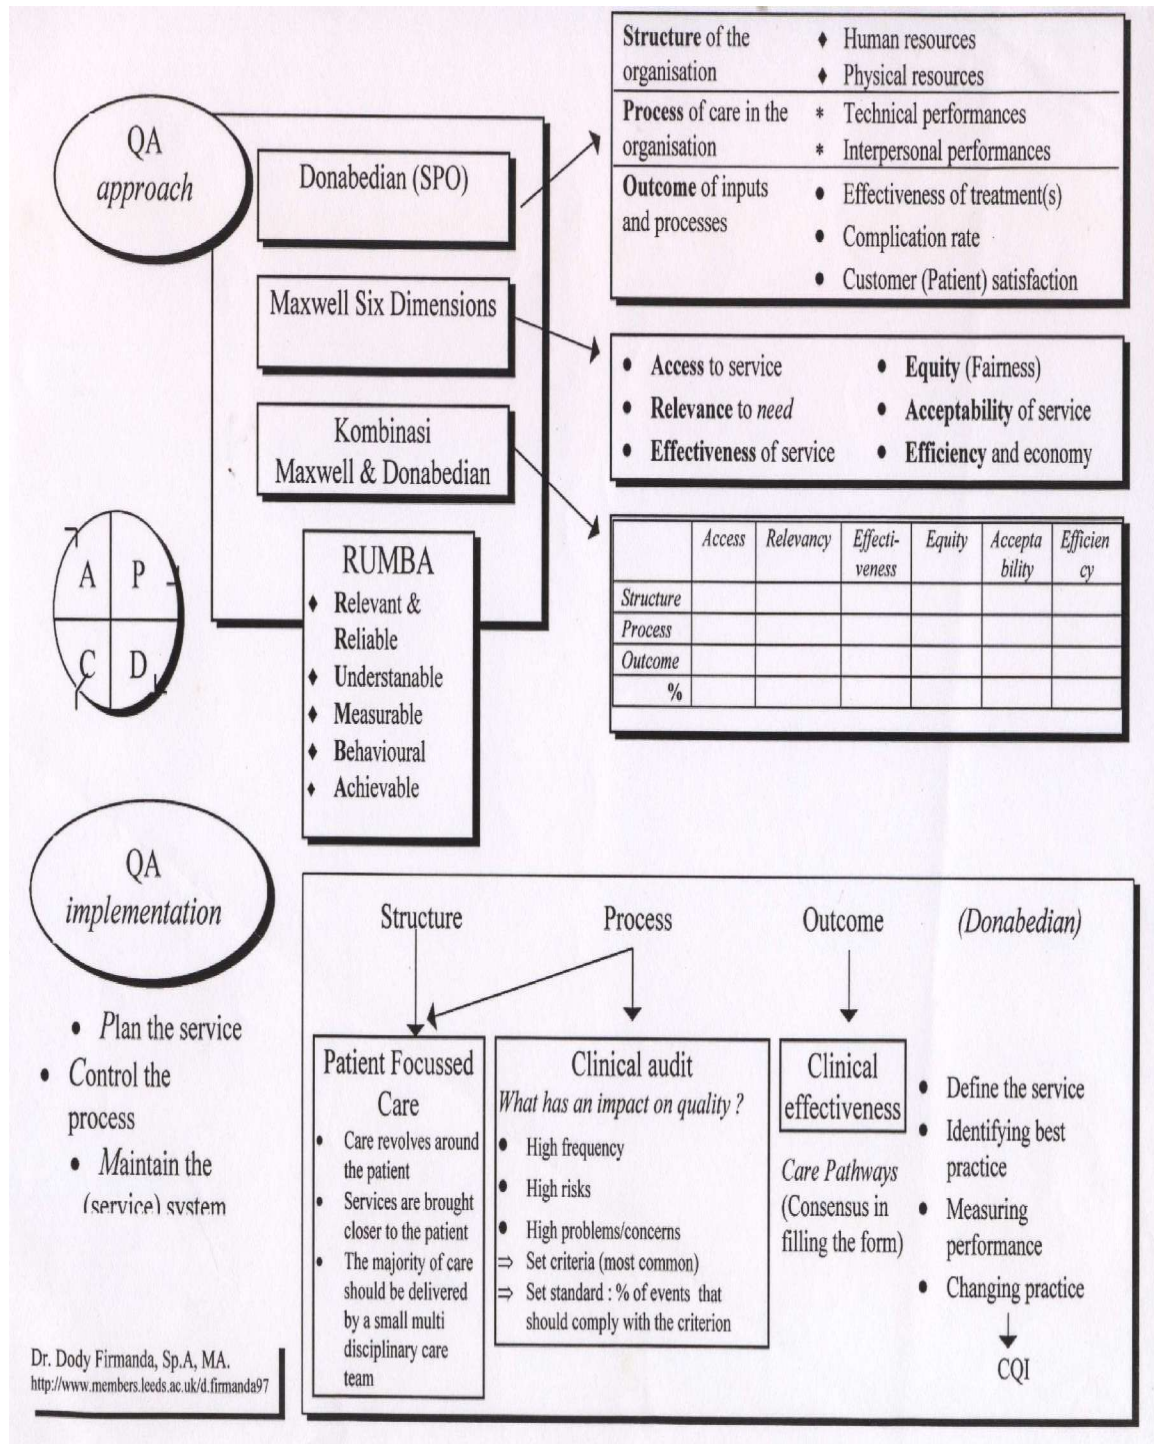 QA
approach
Donabedian (SPO)
Maxwell Six Dimensions
Kombinasi
Maxwell & Donabedian
RUMBA
♦ Relevant &
Reliable
♦ Understanable
♦ Measurable
♦ Behavioural
♦ Achievable
Structure of the
organisation
♦ Human resources
♦ Physical resources
Process of care in the
organisation
* Technical performances
* Interpersonal performances
Outcome of inputs
and processes
● Effectiveness of treatment(s)
● Complication rate
● Customer (Patient) satisfaction
● Access to service
● Relevance to need
● Effectiveness of service
● Equity (Fairness)
● Acceptability of service
● Efficiency and economy
Access Relevancy Effecti- Equity Accepta Efficien
veness bility cy
Structure
Process
Outcome
%
A P
C D
QA
implementation
● Plan the service
● Control the
process
● Maintain the
(service) system
Structure Process Outcome (Donabedian)
Patient Focussed
Care
● Care revolves around
the patient
● Services are brought
closer to the patient
● The majority of care
should be delivered
by a small multi
disciplinary care
team
Clinical audit
What has an impact on quality ?
● High frequency
● High risks
● High problems/concerns
⇒ Set criteria (most common)
⇒ Set standard : % of events that
should comply with the criterion
Clinical
effectiveness
Care Pathways
(Consensus in
filling the form)
● Define the service
● Identifying best
practice
● Measuring
performance
● Changing practice
CQI
Dr. Dody Firmanda, Sp.A, MA.
http://www.members.leeds.ac.uk/d.firmanda97